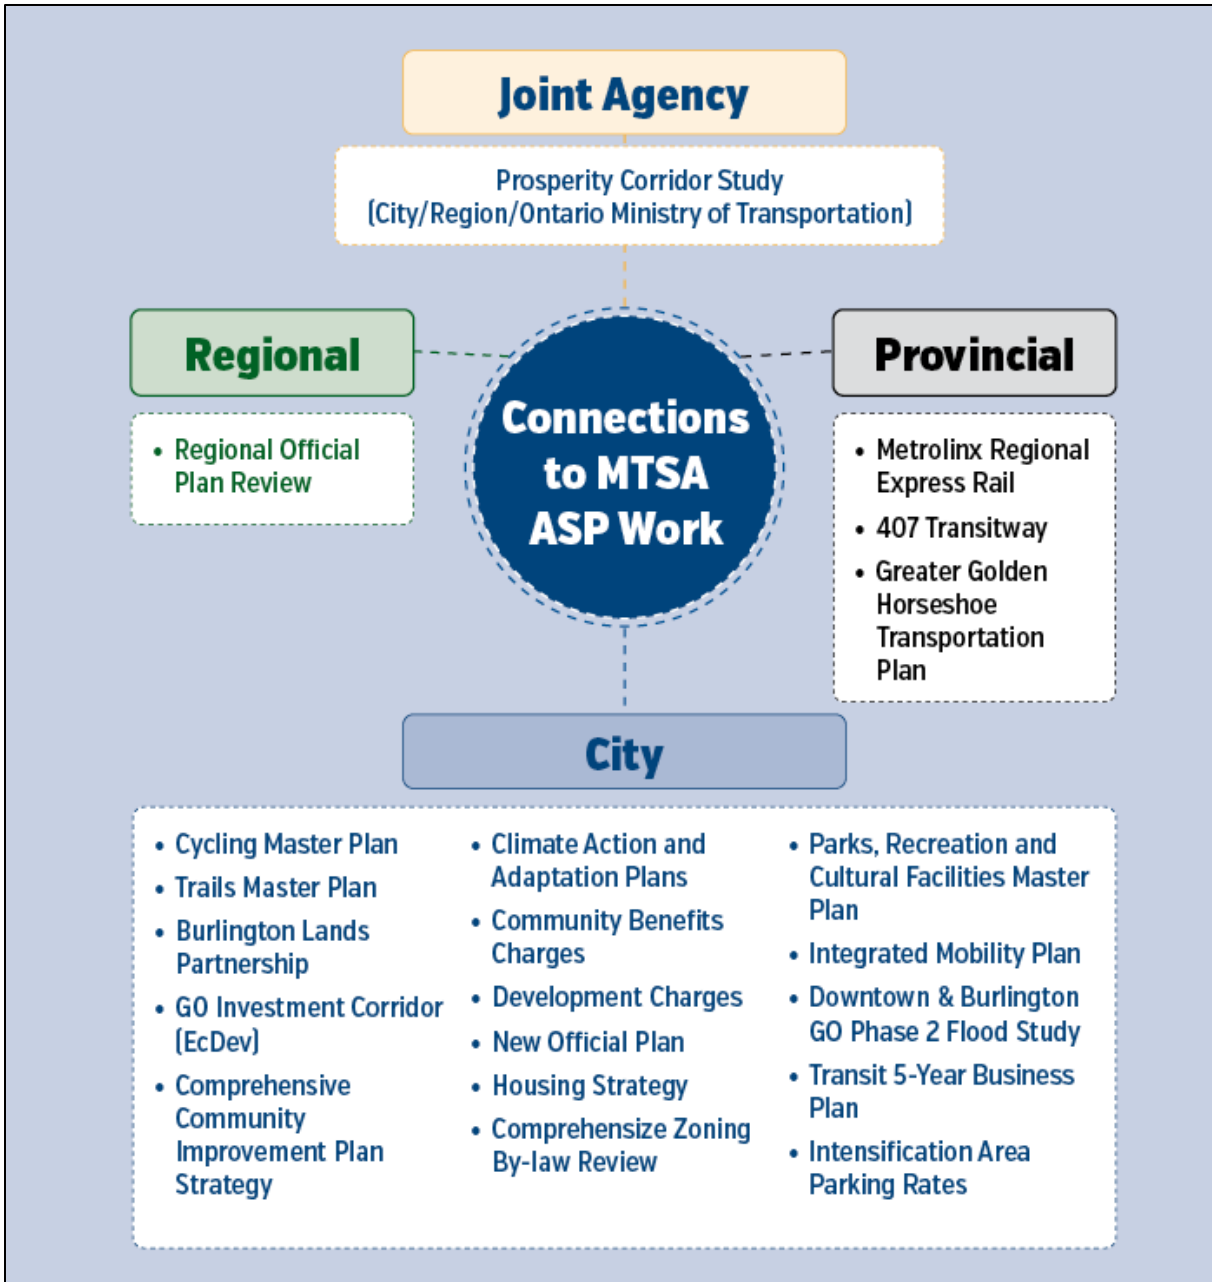 Joint Agency
Prosperity Corridor Study
(City/Region/Ontario Ministry of Transportation)
Regional
• Regional Official
Plan Review
Connections
to MTSA
ASP Work
Provincial
• Metrolinx Regional
Express Rail
• 407 Transitway
• Greater Golden
Horseshoe
Transportation
Plan
City
• Cycling Master Plan
• Trails Master Plan
• Burlington Lands
Partnership
• GO Investment Corridor
(EcDev)
• Comprehensive
Community
Improvement Plan
Strategy
• Climate Action and
Adaptation Plans
• Community Benefits
Charges
• Development Charges
• New Official Plan
• Housing Strategy
• Comprehensize Zoning
By-law Review
• Parks, Recreation and
Cultural Facilities Master
Plan
• Integrated Mobility Plan
• Downtown & Burlington
GO Phase 2 Flood Study
• Transit 5-Year Business
Plan
• Intensification Area
Parking Rates